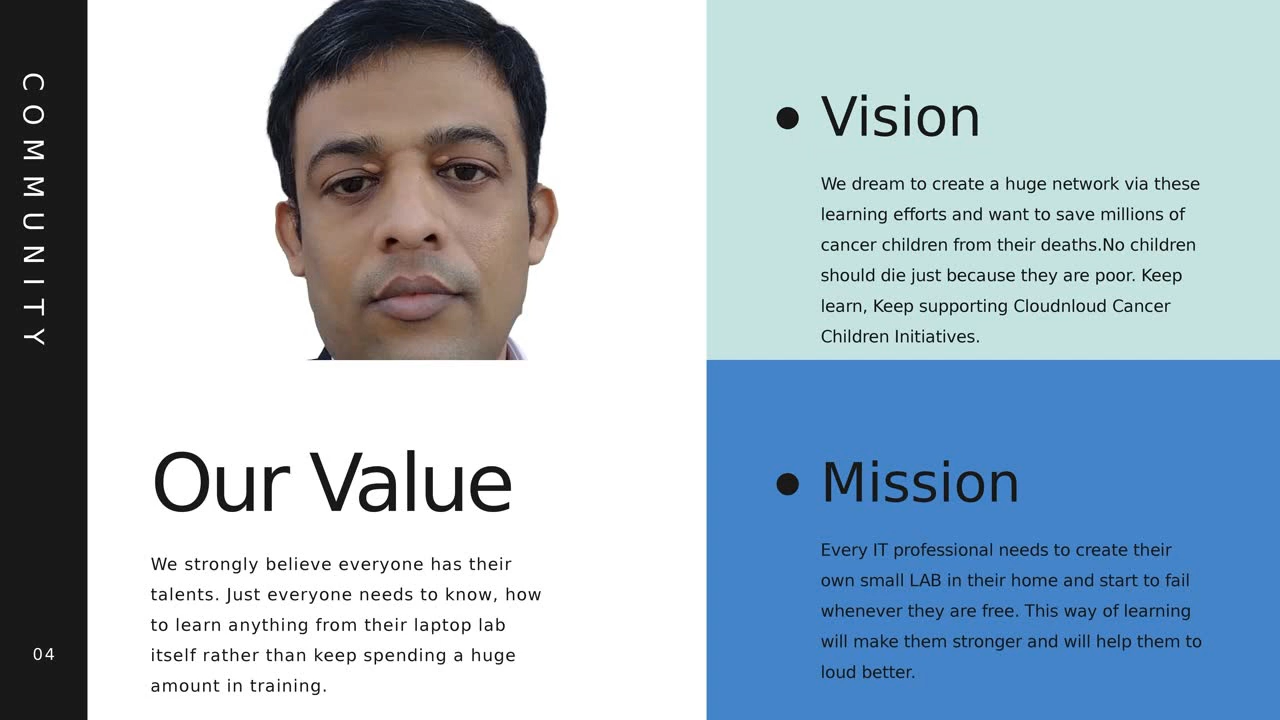 COMMUNITY
04
Our Value
We strongly believe everyone has their
talents. Just everyone needs to know, how
to learn anything from their laptop lab
itself rather than keep spending a huge
amount in training.
● Vision
We dream to create a huge network via these
learning efforts and want to save millions of
cancer children from their deaths.No children
should die just because they are poor. Keep
learn, Keep supporting Cloudnloud Cancer
Children Initiatives.
● Mission
Every IT professional needs to create their
own small LAB in their home and start to fail
whenever they are free. This way of learning
will make them stronger and will help them to
loud better.